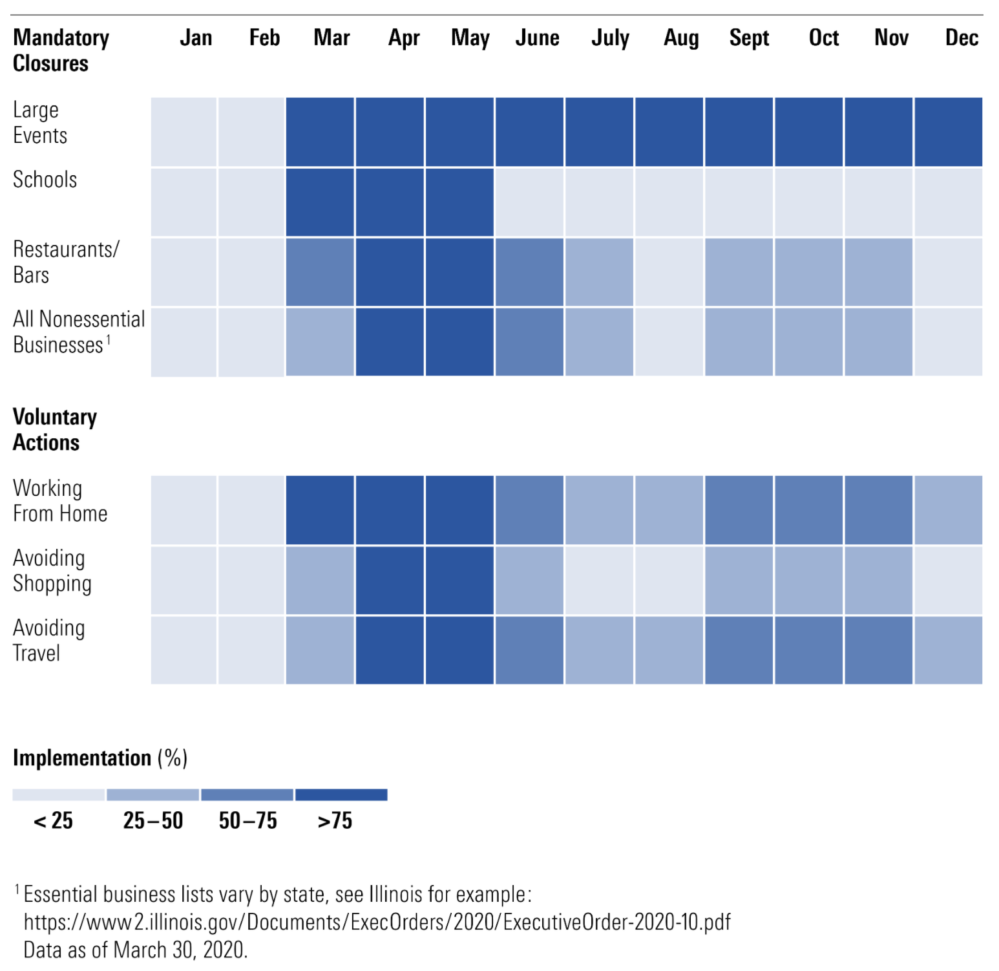 Mandatory Jan Feb Mar Apr May June July Aug Sept Oct Nov Dec
Closures
Large
Events
Schools
Restaurants/
Bars
All Nonessential
Businesses¹
Voluntary
Actions
Working
From Home
Avoiding
Shopping
Avoiding
Travel
Implementation (%)
< 25 25–50 50–75 >75
¹ Essential business lists vary by state, see Illinois for example:
https://www2.illinois.gov/Documents/ExecOrders/2020/ExecutiveOrder-2020-10.pdf
Data as of March 30, 2020.